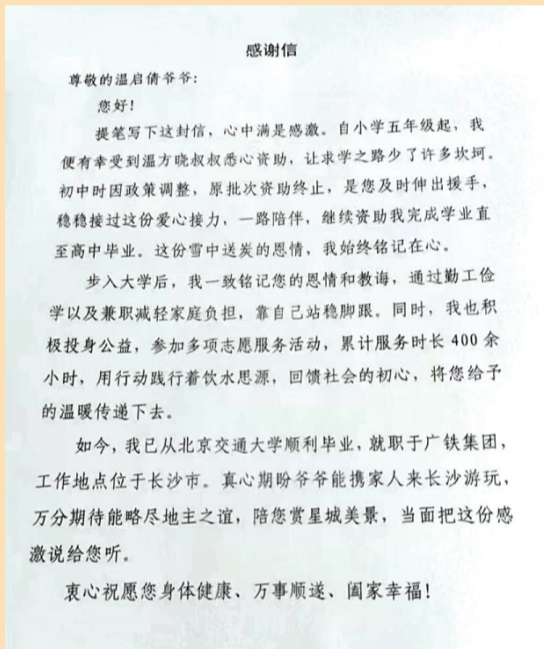 感谢信
尊敬的温启倩爷爷：
您好！
提笔写下这封信，心中满是感激。自小学五年级起，我
便有幸受到温方晓叔叔悉心资助，让求学之路少了许多坎坷。
初中时因政策调整，原批次资助终止，是您及时伸出援手，
稳稳接过这份爱心接力，一路陪伴，继续资助我完成学业直
至高中毕业。这份雪中送炭的恩情，我始终铭记在心。
步入大学后，我一致铭记您的恩情和教诲，通过勤工俭
学以及兼职减轻家庭负担，靠自己站稳脚跟。同时，我也积
极投身公益，参加多项志愿服务活动，累计服务时长 400 余
小时，用行动践行着饮水思源，回馈社会的初心，将您给予
的温暖传递下去。
如今，我已从北京交通大学顺利毕业，就职于广铁集团，
工作地点位于长沙市。真心期盼爷爷能携家人来长沙游玩，
万分期待能略尽地主之谊，陪您赏星城美景，当面把这份感
激说给您听。
衷心祝愿您身体健康、万事顺遂、阖家幸福！